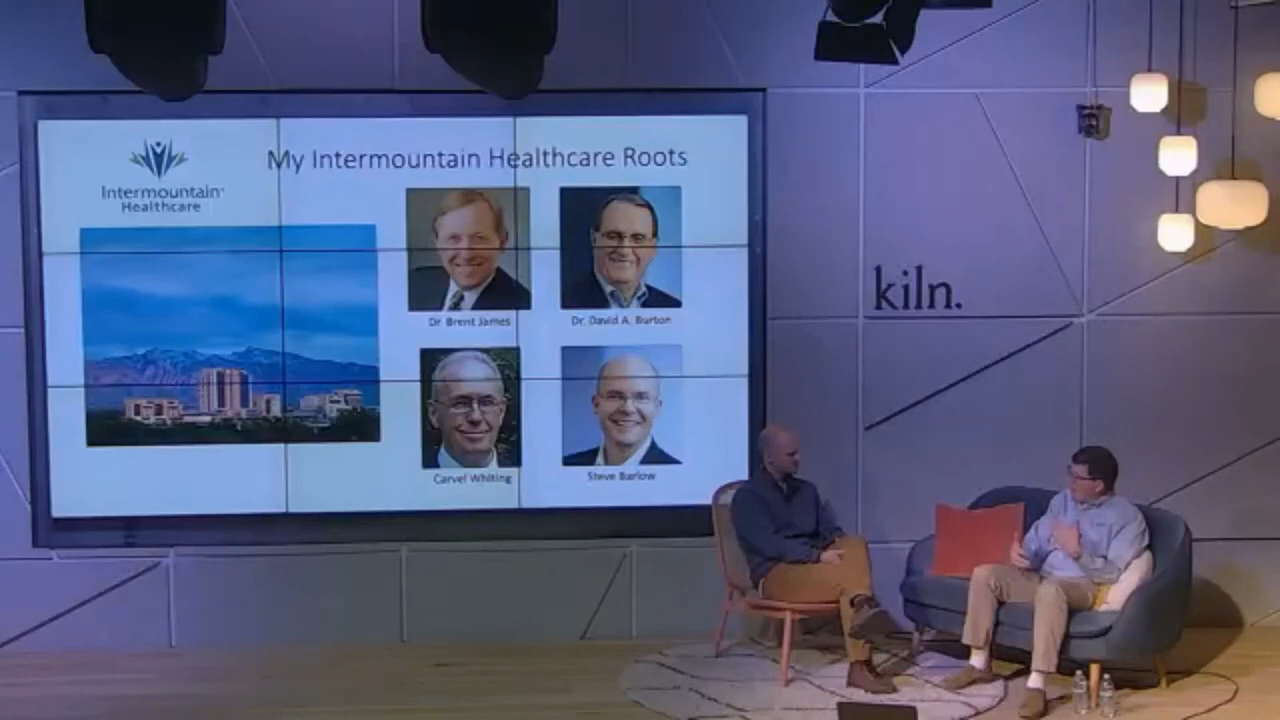 My Intermountain Healthcare Roots
Intermountain
Healthcare
Dr. Brent James
Dr. David A. Burton
Carvel Whiting
Steve Barlow
kiln.